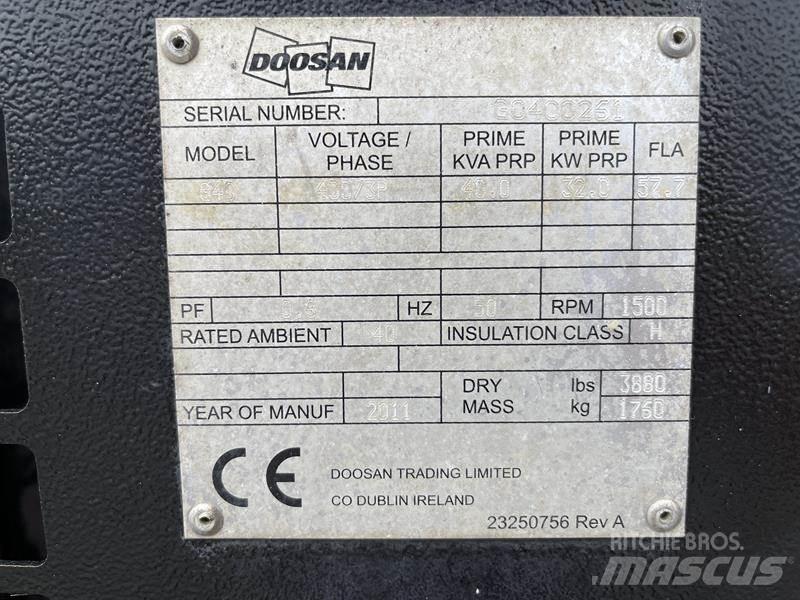 DOOSAN
SERIAL NUMBER:
MODEL VOLTAGE / PHASE PRIME KVA PRP PRIME KW PRP FLA
400/3P 40.0 32.0 57.7
PF 0.8 HZ 50 RPM 1500
RATED AMBIENT 40 INSULATION CLASS H
DRY MASS lbs 3880
kg 1760
YEAR OF MANUF 2011
CE
DOOSAN TRADING LIMITED
CO DUBLIN IRELAND
23250756 Rev A
RITCHIE BROS.
MASCUS